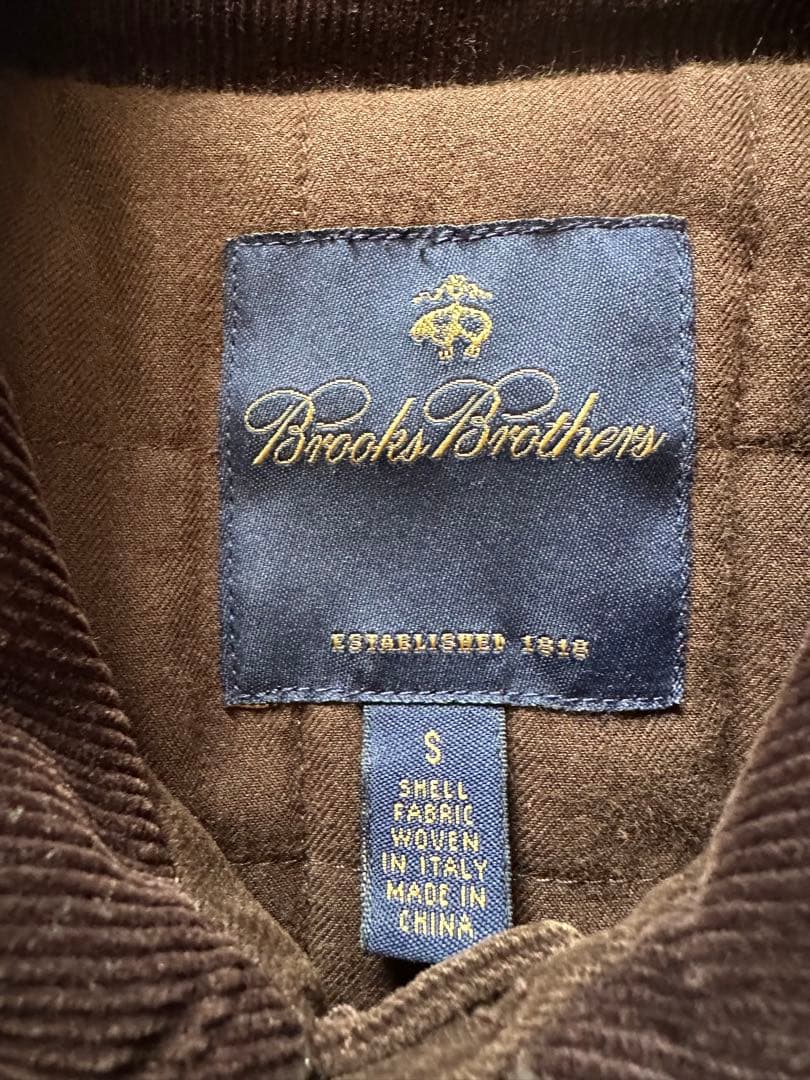 Brooks Brothers
ESTABLISHED 1818
S
SHELL
FABRIC
WOVEN
IN ITALY
MADE IN
CHINA